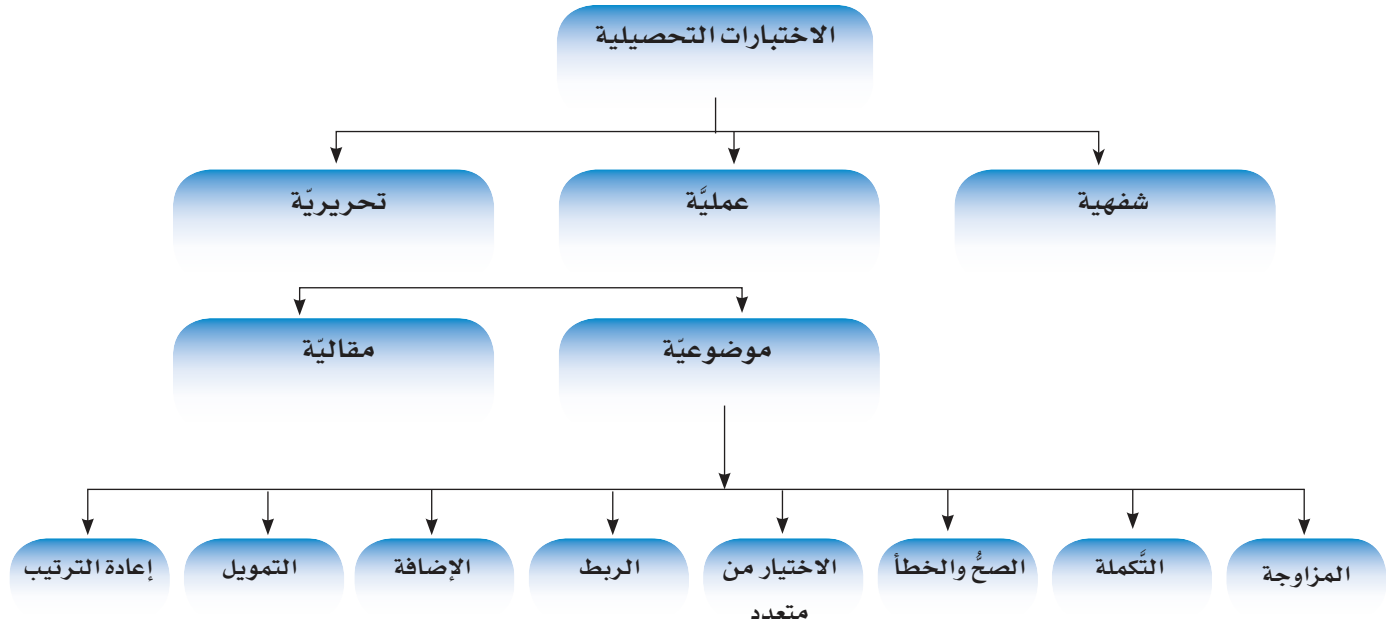 الاختبارات التحصيلية
شفهية
عمليَّة
تحريريّة
موضوعيّة
مقاليّة
المزاوجة
التَّكملة
الصحُّ والخطأ
الاختيار من
متعدد
الربط
الإضافة
التمويل
إعادة الترتيب